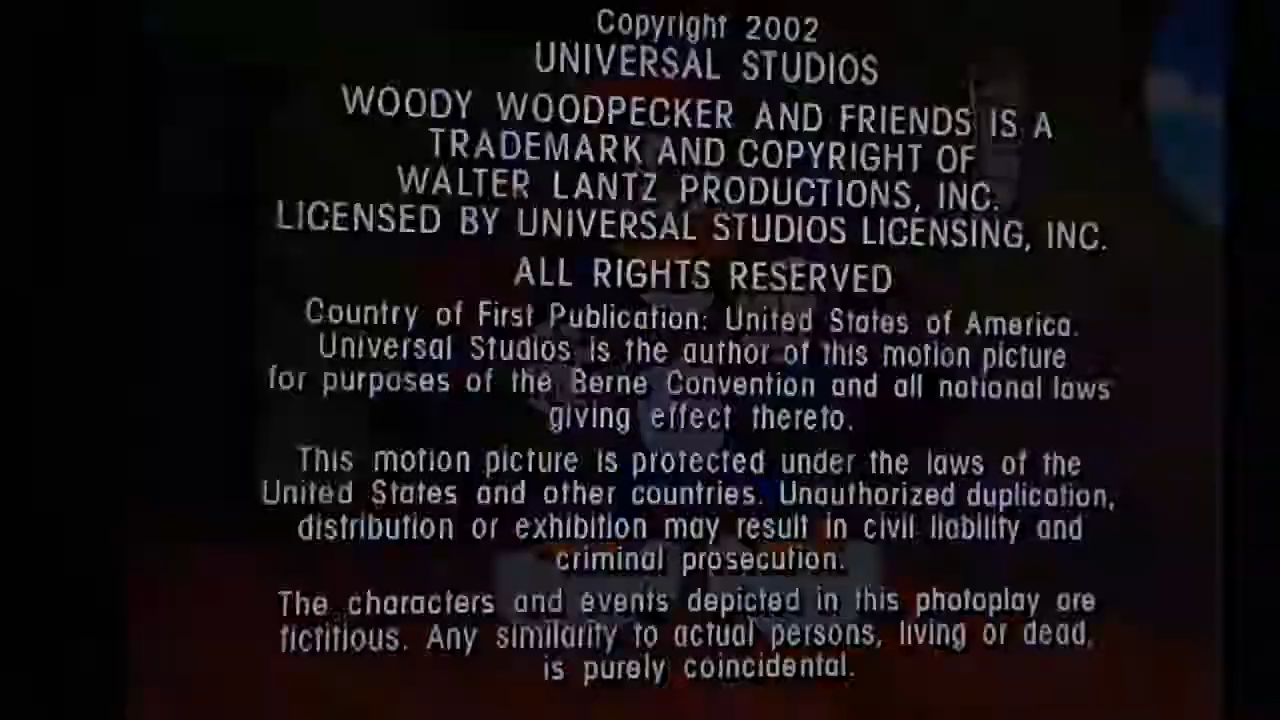 Copyright 2002
UNIVERSAL STUDIOS
WOODY WOODPECKER AND FRIENDS IS A
TRADEMARK AND COPYRIGHT OF
WALTER LANTZ PRODUCTIONS, INC.
LICENSED BY UNIVERSAL STUDIOS LICENSING, INC.
ALL RIGHTS RESERVED
Country of First Publication: United States of America.
Universal Studios is the author of this motion picture
for purposes of the Berne Convention and all national laws
giving effect thereto.
This motion picture is protected under the laws of the
United States and other countries. Unauthorized duplication,
distribution or exhibition may result in civil liability and
criminal prosecution.
The characters and events depicted in this photoplay are
fictitious. Any similarity to actual persons, living or dead,
is purely coincidental.